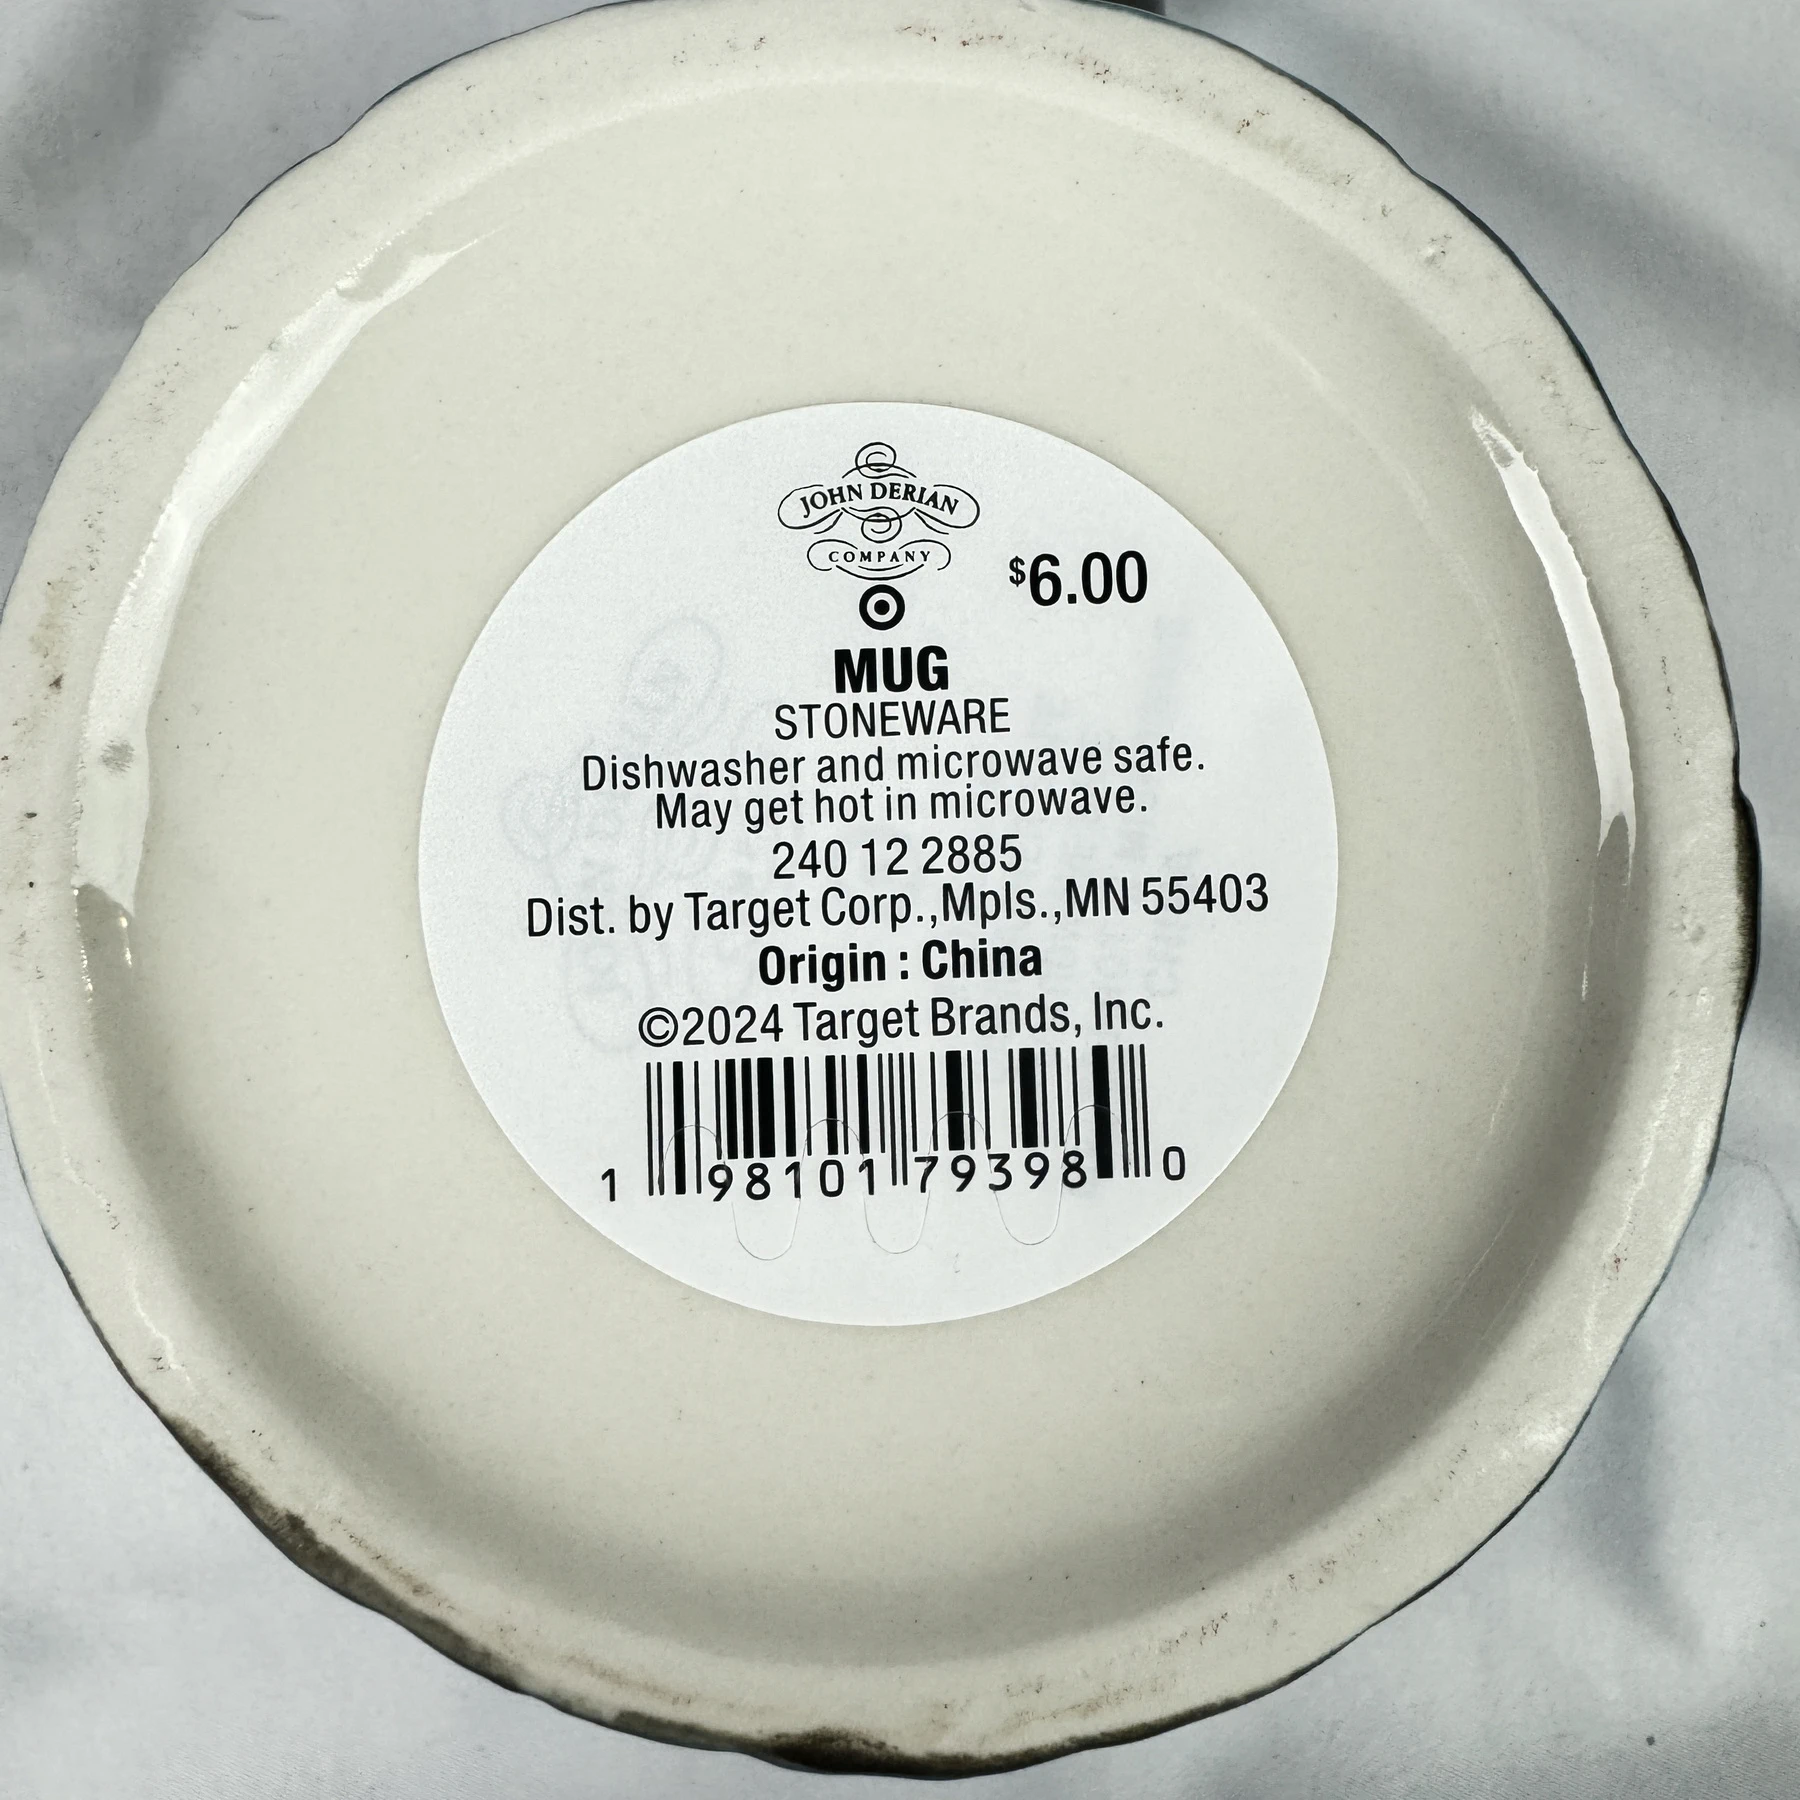 JOHN DERIAN
COMPANY
$6.00
MUG
STONEWARE
Dishwasher and microwave safe.
May get hot in microwave.
240 12 2885
Dist. by Target Corp.,Mpls.,MN 55403
Origin : China
©2024 Target Brands, Inc.
1 98101 79398 0